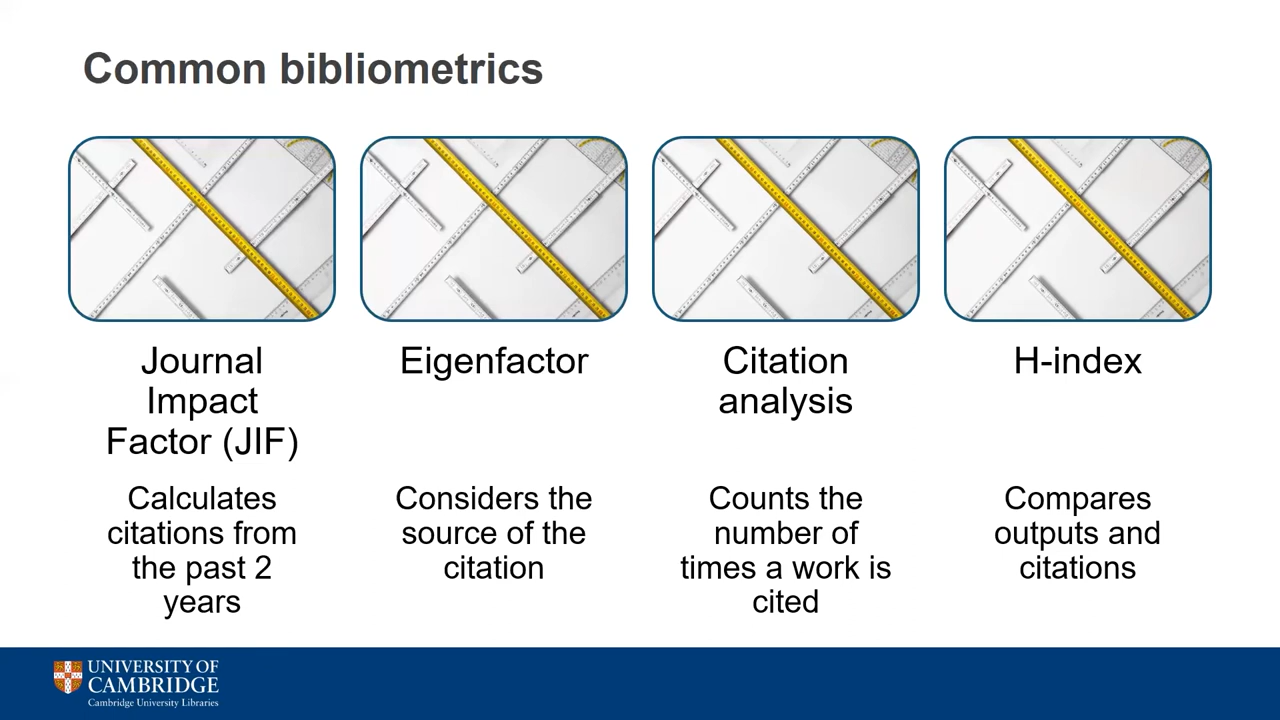 Common bibliometrics
Journal
Impact
Factor (JIF)
Calculates
citations from
the past 2
years
Eigenfactor
Considers the
source of the
citation
Citation
analysis
Counts the
number of
times a work is
cited
H-index
Compares
outputs and
citations
UNIVERSITY OF
CAMBRIDGE
Cambridge University Libraries